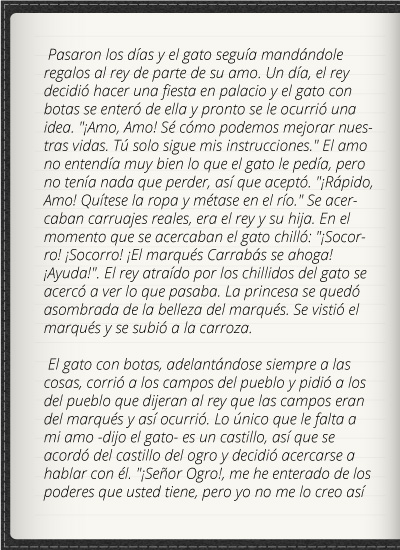 Pasaron los días y el gato seguía mandándole
regalos al rey de parte de su amo. Un día, el rey
decidió hacer una fiesta en palacio y el gato con
botas se enteró de ella y pronto se le ocurrió una
idea. "¡Amo, Amo! Sé cómo podemos mejorar nues-
tras vidas. Tú solo sigue mis instrucciones." El amo
no entendía muy bien lo que el gato le pedía, pero
no tenía nada que perder, así que aceptó. "¡Rápido,
Amo! Quítese la ropa y métase en el río." Se acer-
caban carruajes reales, era el rey y su hija. En el
momento que se acercaban el gato chilló: "¡Socor-
ro! ¡Socorro! ¡El marqués Carrabás se ahoga!
¡Ayuda!". El rey atraído por los chillidos del gato se
acercó a ver lo que pasaba. La princesa se quedó
asombrada de la belleza del marqués. Se vistió el
marqués y se subió a la carroza.
El gato con botas, adelantándose siempre a las
cosas, corrió a los campos del pueblo y pidió a los
del pueblo que dijeran al rey que las campos eran
del marqués y así ocurrió. Lo único que le falta a
mi amo -dijo el gato- es un castillo, así que se
acordó del castillo del ogro y decidió acercarse a
hablar con él. "¡Señor Ogro!, me he enterado de los
poderes que usted tiene, pero yo no me lo creo así